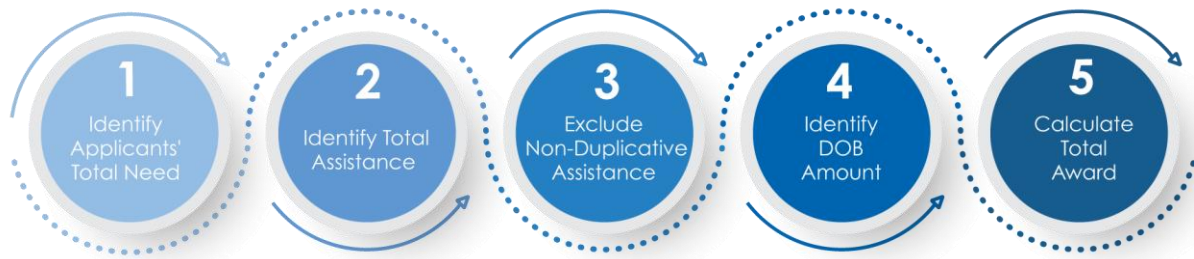 1
Identify
Applicants'
Total Need
2
Identify Total
Assistance
3
Exclude
Non-Duplicative
Assistance
4
Identify
DOB
Amount
5
Calculate
Total
Award